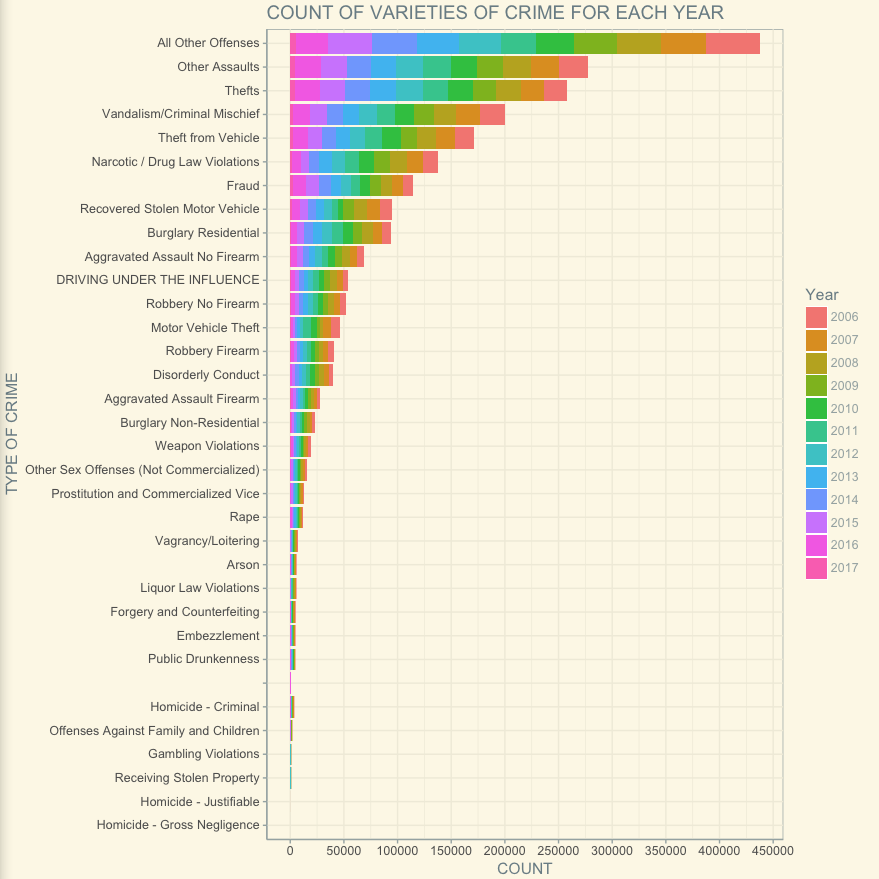 COUNT OF VARIETIES OF CRIME FOR EACH YEAR
TYPE OF CRIME
All Other Offenses
Other Assaults
Thefts
Vandalism/Criminal Mischief
Theft from Vehicle
Narcotic / Drug Law Violations
Fraud
Recovered Stolen Motor Vehicle
Burglary Residential
Aggravated Assault No Firearm
DRIVING UNDER THE INFLUENCE
Robbery No Firearm
Motor Vehicle Theft
Robbery Firearm
Disorderly Conduct
Aggravated Assault Firearm
Burglary Non-Residential
Weapon Violations
Other Sex Offenses (Not Commercialized)
Prostitution and Commercialized Vice
Rape
Vagrancy/Loitering
Arson
Liquor Law Violations
Forgery and Counterfeiting
Embezzlement
Public Drunkenness
Homicide - Criminal
Offenses Against Family and Children
Gambling Violations
Receiving Stolen Property
Homicide - Justifiable
Homicide - Gross Negligence
0 50000 100000 150000 200000 250000 300000 350000 400000 450000
COUNT
Year
2006
2007
2008
2009
2010
2011
2012
2013
2014
2015
2016
2017